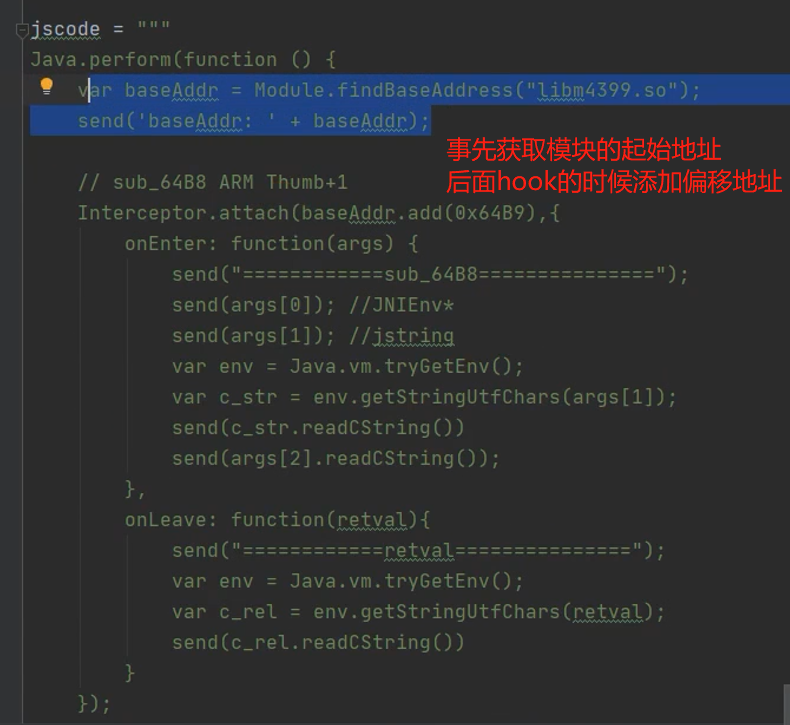 jscode = """
Java.perform(function () {
var baseAddr = Module.findBaseAddress("libm4399.so");
send('baseAddr: ' + baseAddr);
事先获取模块的起始地址
后面hook的时候添加偏移地址
// sub_64B8 ARM Thumb+1
Interceptor.attach(baseAddr.add(0x64B9),{
onEnter: function(args) {
send("============sub_64B8===============");
send(args[0]); //JNIEnv*
send(args[1]); //jstring
var env = Java.vm.tryGetEnv();
var c_str = env.getStringUtfChars(args[1]);
send(c_str.readCString())
send(args[2].readCString());
},
onLeave: function(retval){
send("============retval===============");
var env = Java.vm.tryGetEnv();
var c_rel = env.getStringUtfChars(retval);
send(c_rel.readCString())
}
});